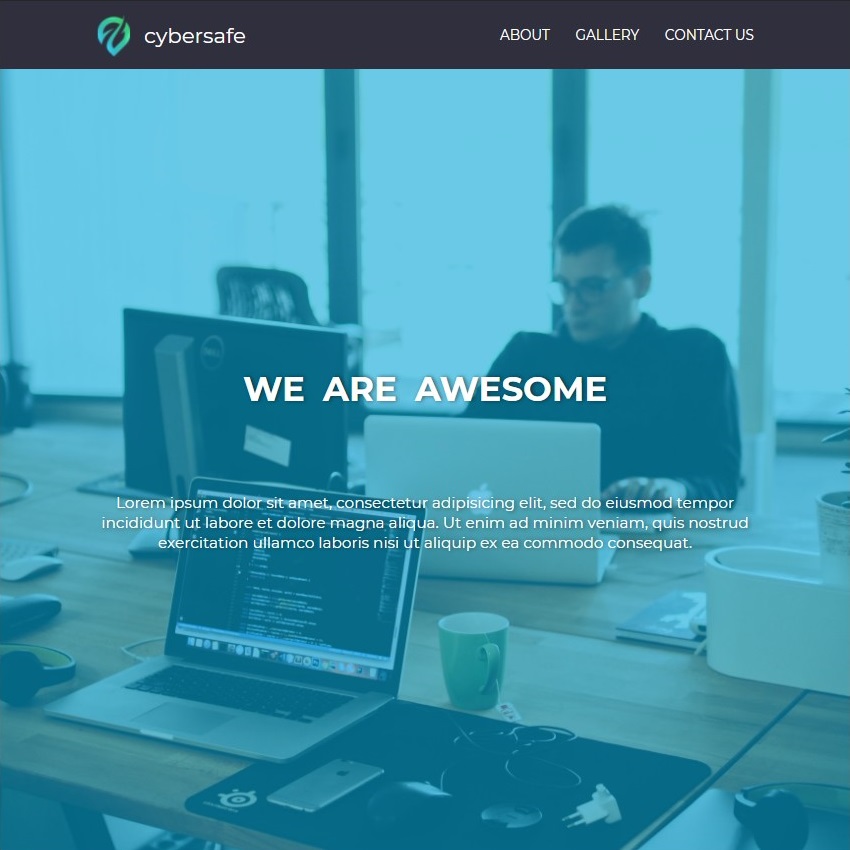 cybersafe
ABOUT GALLERY CONTACT US
WE ARE AWESOME
Lorem ipsum dolor sit amet, consectetur adipisicing elit, sed do eiusmod tempor
incididunt ut labore et dolore magna aliqua. Ut enim ad minim veniam, quis nostrud
exercitation ullamco laboris nisi ut aliquip ex ea commodo consequat.